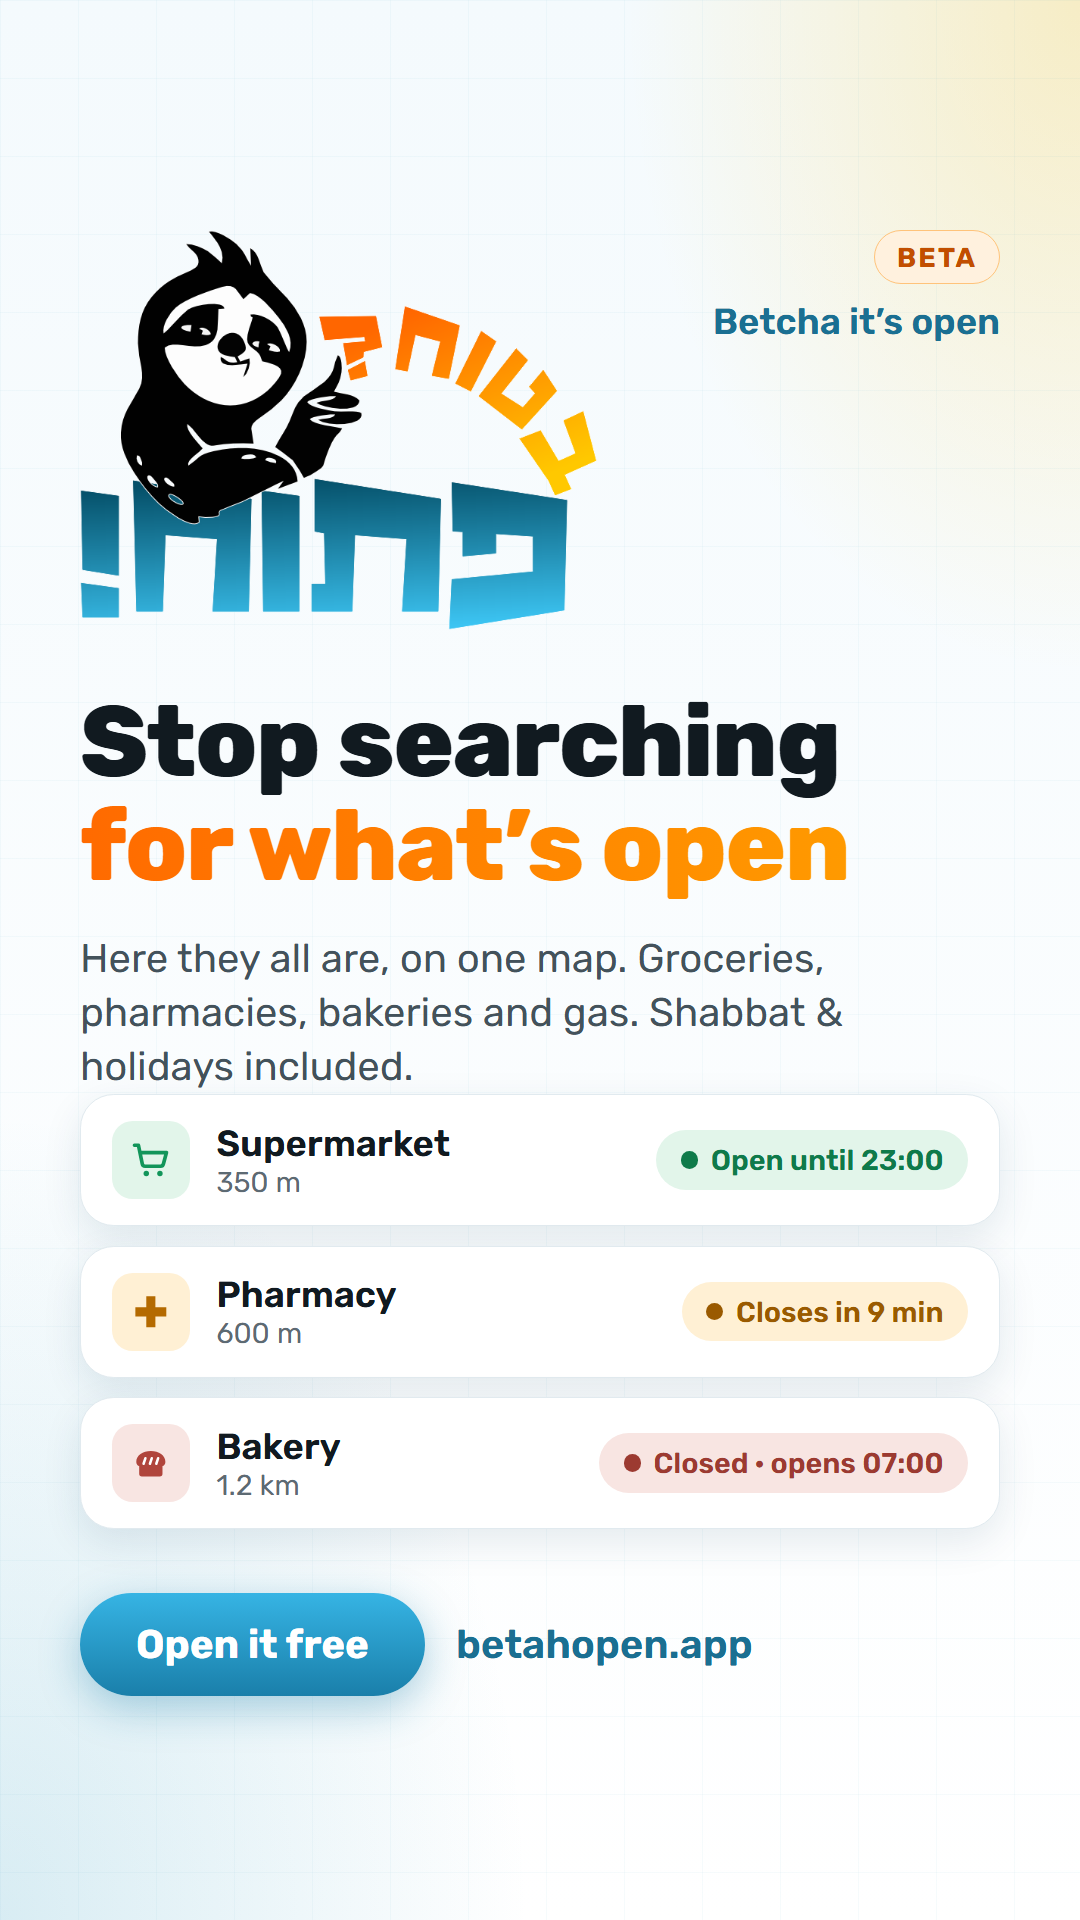 BETA
Betcha it’s open
בטוח?
פתוח!
Stop searching
for what’s open
Here they all are, on one map. Groceries,
pharmacies, bakeries and gas. Shabbat &
holidays included.
Supermarket
350 m
Open until 23:00
Pharmacy
600 m
Closes in 9 min
Bakery
1.2 km
Closed • opens 07:00
Open it free
betahopen.app